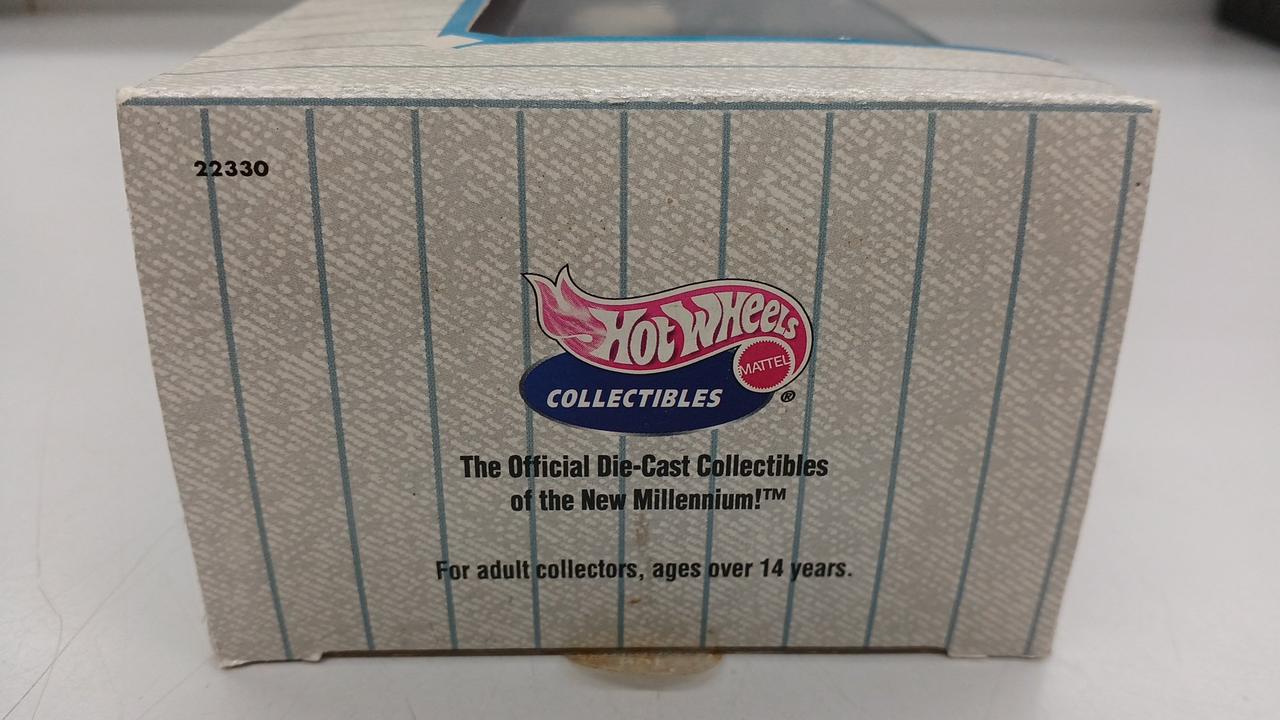 22330
HOT WHEELS
MATTEL
COLLECTIBLES ®
The Official Die-Cast Collectibles
of the New Millennium!™
For adult collectors, ages over 14 years.